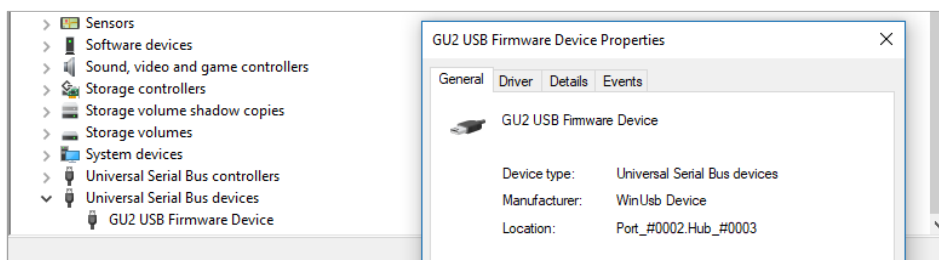 Sensors
Software devices
Sound, video and game controllers
Storage controllers
Storage volume shadow copies
Storage volumes
System devices
Universal Serial Bus controllers
Universal Serial Bus devices
GU2 USB Firmware Device
GU2 USB Firmware Device Properties
General Driver Details Events
GU2 USB Firmware Device
Device type: Universal Serial Bus devices
Manufacturer: WinUsb Device
Location: Port_#0002.Hub_#0003